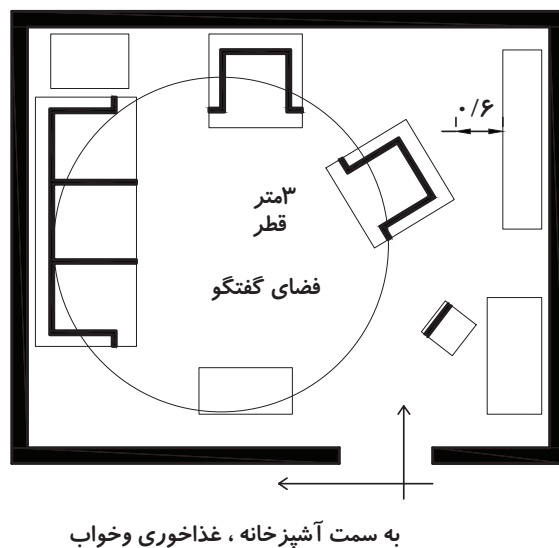 ۰/۶
۳متر
قطر
فضای گفتگو
به سمت آشپزخانه ، غذاخوری وخواب